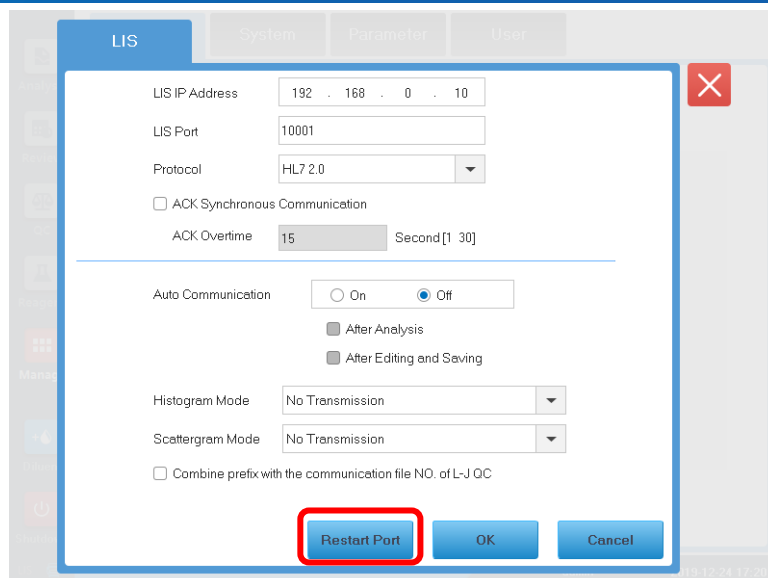 LIS System Parameter User
LIS IP Address 192 . 168 . 0 . 10
LIS Port 10001
Protocol HL7 2.0
ACK Synchronous Communication
ACK Overtime 15 Second[1 30]
Auto Communication On Off
After Analysis
After Editing and Saving
Manag
Histogram Mode No Transmission
Scattergram Mode No Transmission
Combine prefix with the communication file NO. of L-J QC
Restart Port OK Cancel